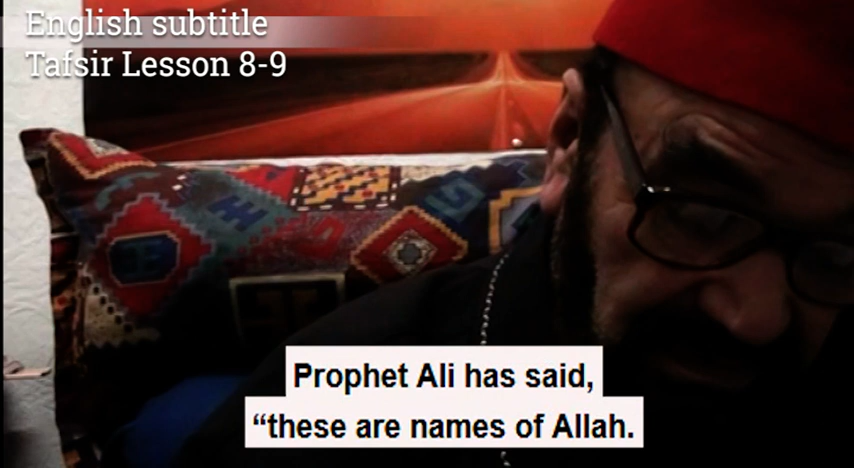 English subtitle
Tafsir Lesson 8-9
Prophet Ali has said,
“these are names of Allah.